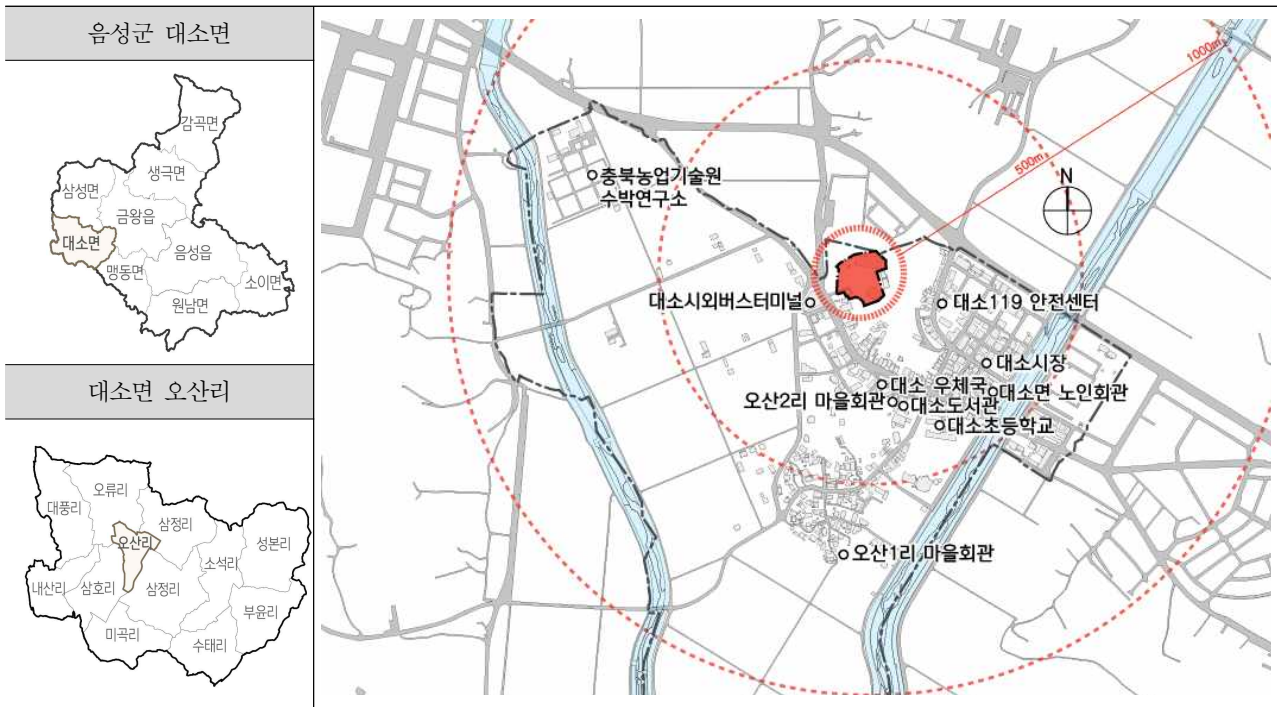 음성군 대소면
감곡면
생극면
삼성면
금왕읍
대소면
음성읍
맹동면
소이면
원남면
대소면 오산리
오류리
대풍리
삼정리
오산리
성본리
소석리
내산리
삼호리
삼정리
부윤리
미곡리
수태리
1000m
500m
N
충북농업기술원
수박연구소
대소시외버스터미널
대소119 안전센터
대소시장
대소 우체국
대소면 노인회관
오산2리 마을회관
대소도서관
대소초등학교
오산1리 마을회관